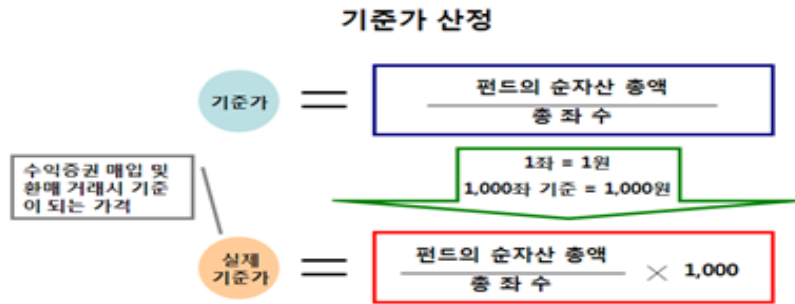 기준가 산정
기준가
=
펀드의 순자산 총액
총 좌 수
1좌 = 1원
1,000좌 기준 = 1,000원
수익증권 매입 및
환매 거래시 기준
이 되는 가격
실제
기준가
=
펀드의 순자산 총액
총 좌 수
× 1,000